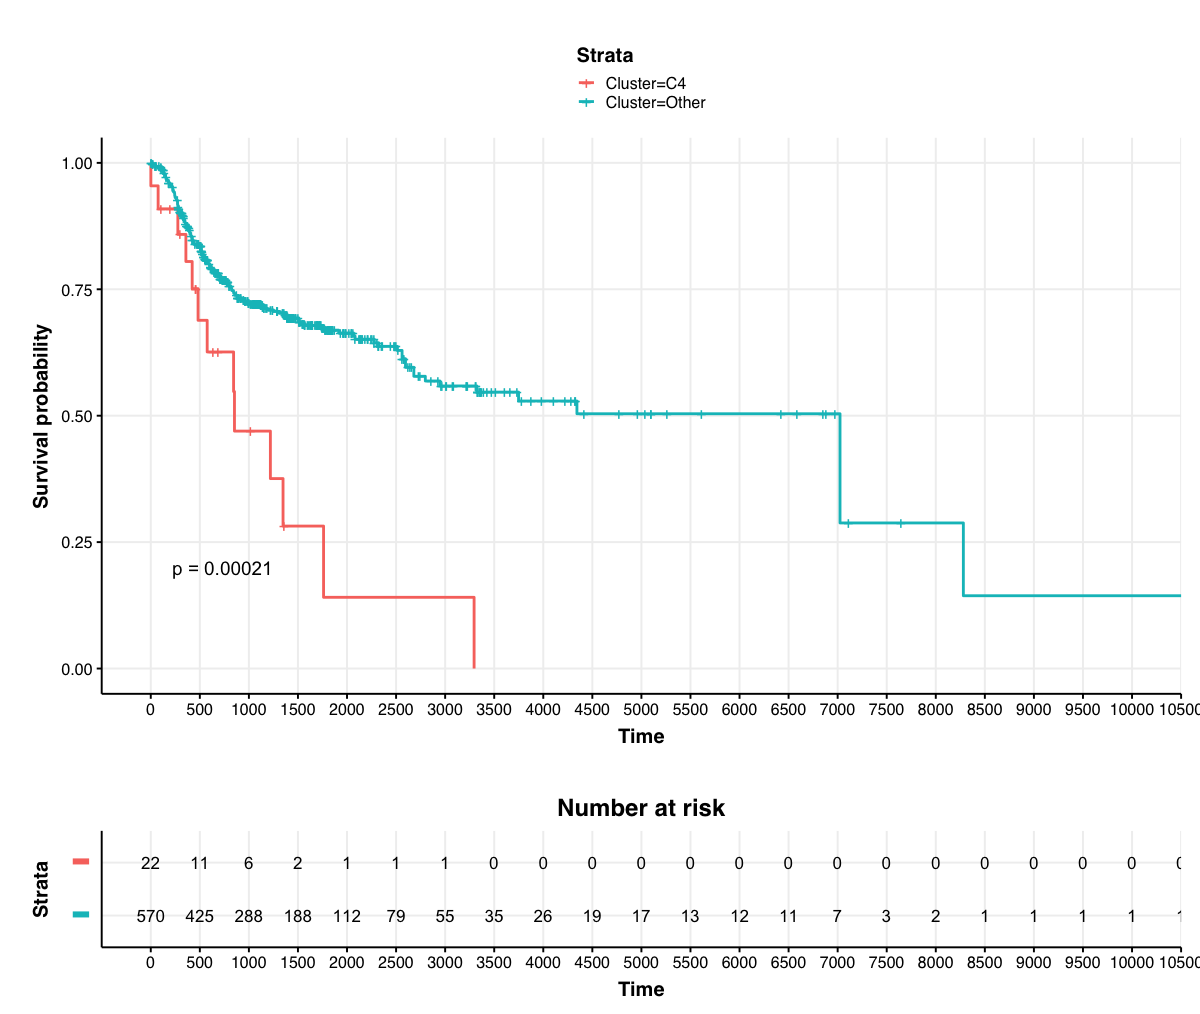 Strata
Cluster=C4
Cluster=Other
Survival probability
1.00
0.75
0.50
0.25
0.00
p = 0.00021
0 500 1000 1500 2000 2500 3000 3500 4000 4500 5000 5500 6000 6500 7000 7500 8000 8500 9000 9500 10000 10500
Time
Number at risk
Strata
22 11 6 2 1 1 1 0 0 0 0 0 0 0 0 0 0 0 0 0 0 0
570 425 288 188 112 79 55 35 26 19 17 13 12 11 7 3 2 1 1 1 1 1
0 500 1000 1500 2000 2500 3000 3500 4000 4500 5000 5500 6000 6500 7000 7500 8000 8500 9000 9500 10000 10500
Time